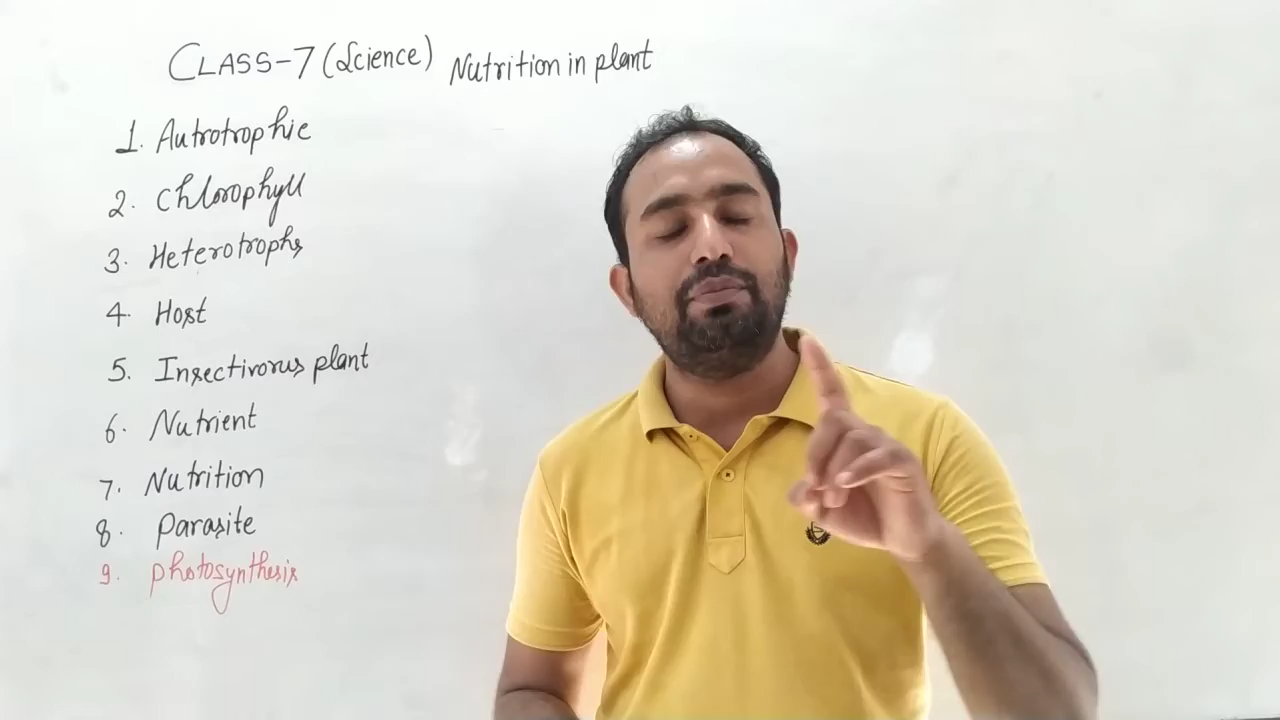 CLASS-7 (Science) Nutrition in plant
1. Autrotrophic
2. Chlorophyll
3. Heterotrophs
4. Host
5. Insectivorus plant
6. Nutrient
7. Nutrition
8. Parasite
9. photosynthesis